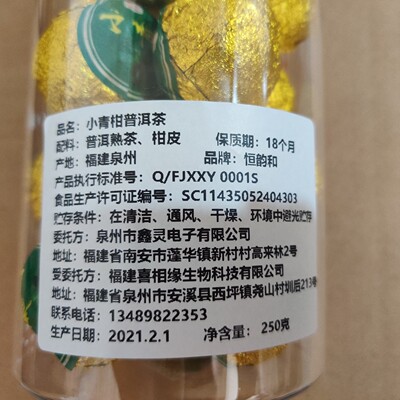 品名：小青柑普洱茶
配料：普洱熟茶、柑皮 保质期：18个月
产地：福建泉州 品牌：恒韵和
产品执行标准号：Q/FJXXY 0001S
食品生产许可证编号：SC11435052404303
贮存条件：在清洁、通风、干燥、环境中避光贮存
委托方：泉州市鑫灵电子有限公司
地址：福建省南安市蓬华镇新村村高来林2号
受委托方：福建喜相缘生物科技有限公司
地址：福建省泉州市安溪县西坪镇尧山村圳后213号
联系电话：13489822353
生产日期：2021.2.1 净含量：250克